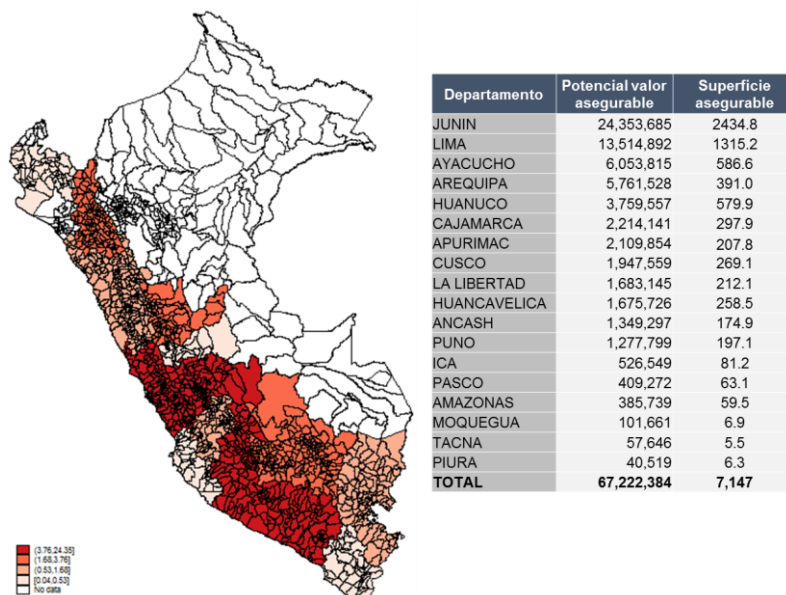 Departamento Potencial valor asegurable Superficie asegurable
JUNIN 24,353,685 2434.8
LIMA 13,514,892 1315.2
AYACUCHO 6,053,815 586.6
AREQUIPA 5,761,528 391.0
HUANUCO 3,759,557 579.9
CAJAMARCA 2,214,141 297.9
APURIMAC 2,109,854 207.8
CUSCO 1,947,559 269.1
LA LIBERTAD 1,683,145 212.1
HUANCAVELICA 1,675,726 258.5
ANCASH 1,349,297 174.9
PUNO 1,277,799 197.1
ICA 526,549 81.2
PASCO 409,272 63.1
AMAZONAS 385,739 59.5
MOQUEGUA 101,661 6.9
TACNA 57,646 5.5
PIURA 40,519 6.3
TOTAL 67,222,384 7,147
(3.76,24.35]
(1.68,3.76]
(0.53,1.68]
[0.04,0.53]
No data